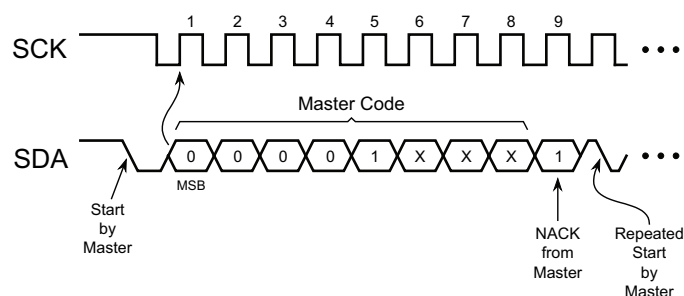 1 2 3 4 5 6 7 8 9
SCK
Master Code
SDA
0 0 0 0 1 X X X 1
MSB
Start
by
Master
NACK
from
Master
Repeated
Start
by
Master